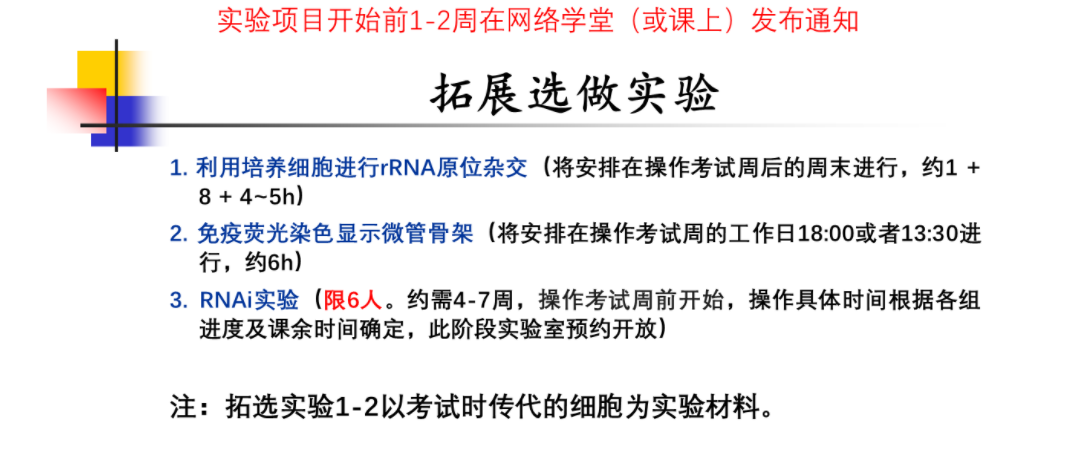 实验项目开始前1-2周在网络学堂（或课上）发布通知
拓展选做实验
1. 利用培养细胞进行rRNA原位杂交（将安排在操作考试周后的周末进行，约1 +
8 + 4~5h）
2. 免疫荧光染色显示微管骨架（将安排在操作考试周的工作日18:00或者13:30进
行，约6h）
3. RNAi实验（限6人。约需4-7周，操作考试周前开始，操作具体时间根据各组
进度及课余时间确定，此阶段实验室预约开放）
注：拓选实验1-2以考试时传代的细胞为实验材料。